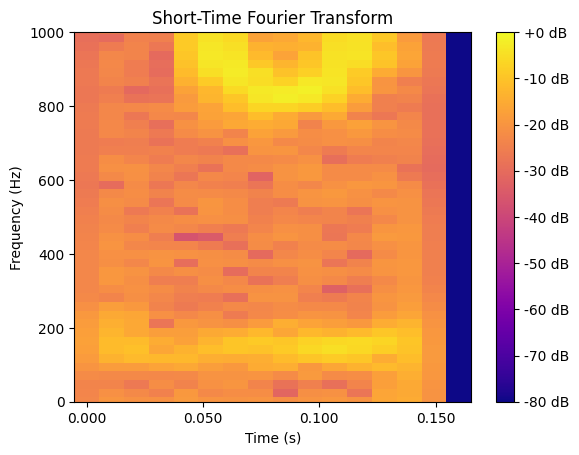 Short-Time Fourier Transform
1000
800
600
400
200
0
Frequency (Hz)
0.000
0.050
0.100
0.150
Time (s)
+0 dB
-10 dB
-20 dB
-30 dB
-40 dB
-50 dB
-60 dB
-70 dB
-80 dB